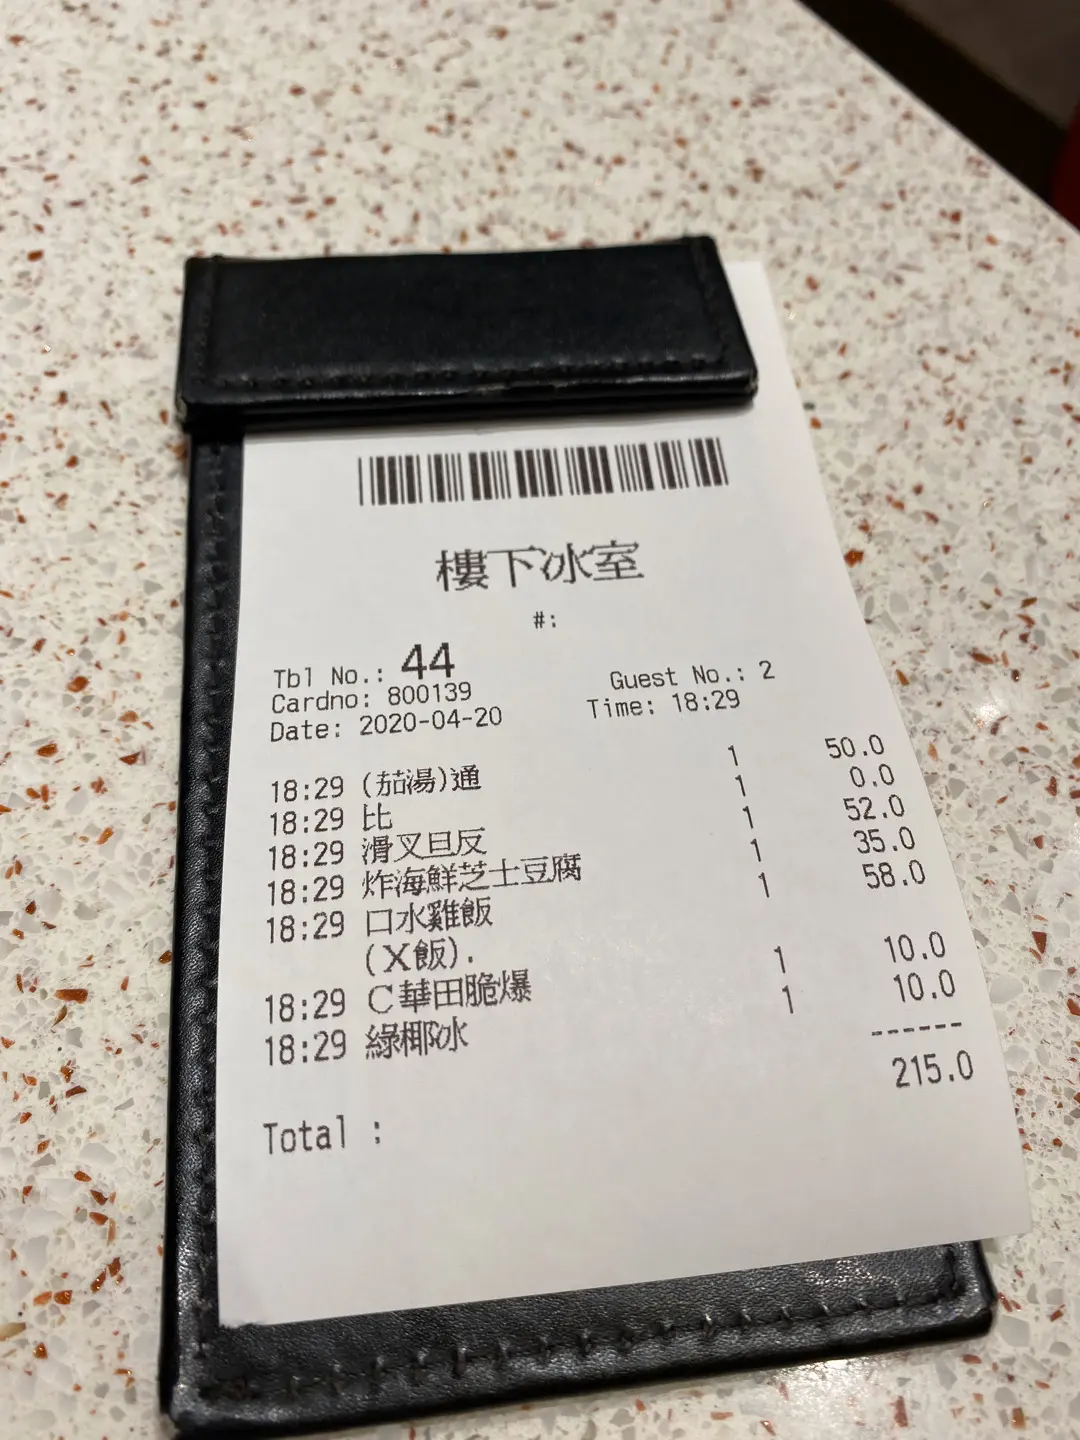 樓下冰室
#:
Tbl No.: 44 Guest No.: 2
Cardno: 800139
Date: 2020-04-20 Time: 18:29
18:29 (茄湯)通 1 50.0
18:29 比 1 0.0
18:29 滑叉旦反 1 52.0
18:29 炸海鮮芝士豆腐 1 35.0
18:29 口水雞飯 1 58.0
(X飯).
18:29 C華田脆爆 1 10.0
18:29 綠椰冰 1 10.0
------
Total : 215.0